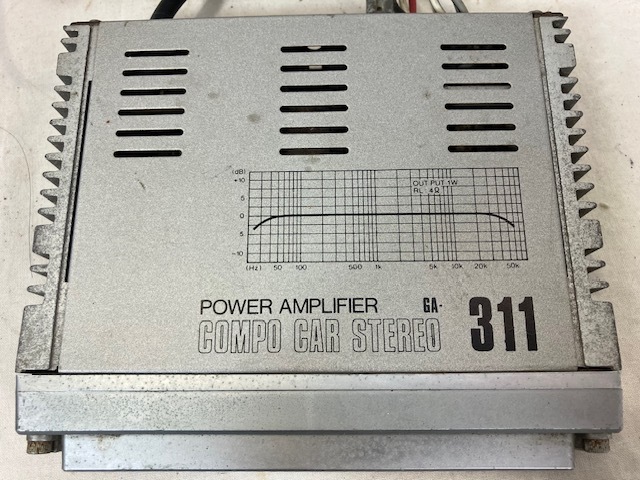 (dB)
+10
5
OUT PUT 1W
RL : 4Ω
0
5
-10
(Hz) 50 100 500 1k 5k 10k 20k 50k
POWER AMPLIFIER GA-311
COMPO CAR STEREO